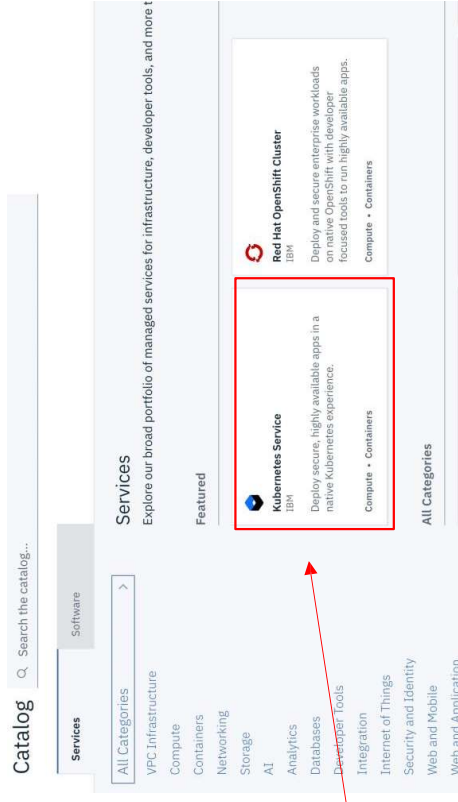 Catalog
Search the catalog...
Services
Software
All Categories
VPC Infrastructure
Compute
Containers
Networking
Storage
AI
Analytics
Databases
Developer Tools
Integration
Internet of Things
Security and Identity
Web and Mobile
Web and Application
Services
Explore our broad portfolio of managed services for infrastructure, developer tools, and more t
Featured
Kubernetes Service
IBM
Deploy secure, highly available apps in a
native Kubernetes experience.
Compute • Containers
Red Hat OpenShift Cluster
IBM
Deploy and secure enterprise workloads
on native OpenShift with developer
focused tools to run highly available apps.
Compute • Containers
All Categories